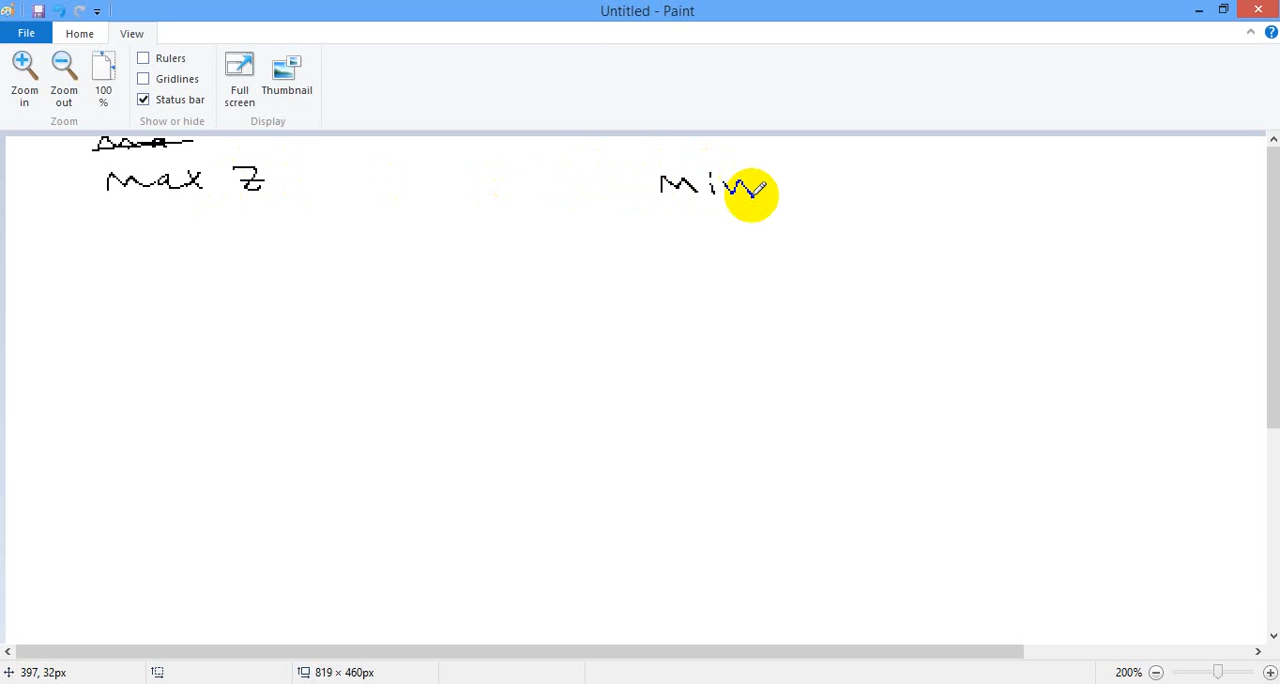 Untitled - Paint
File Home View
Zoom in Zoom out 100 % Rulers Gridlines Status bar Full screen Thumbnail
Zoom Show or hide Display
Max Z Min
397, 32px 819 × 460px 200%